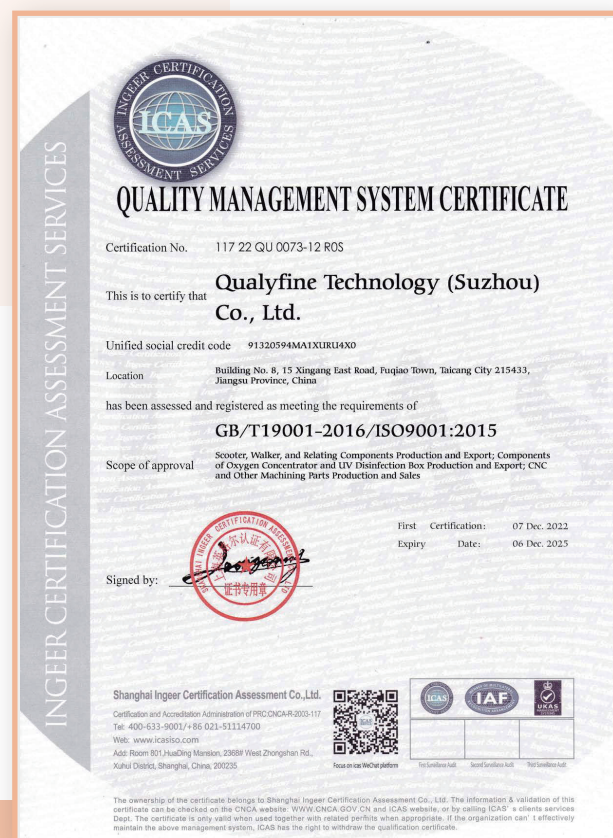 INGEER CERTIFICATION
ASSESSMENT SERVICES
ICAS
INGEER CERTIFICATION ASSESSMENT SERVICES
QUALITY MANAGEMENT SYSTEM CERTIFICATE
Certification No. 117 22 QU 0073-12 R0S
This is to certify that Qualyfine Technology (Suzhou)
Co., Ltd.
Unified social credit code 91320594MA1XURU4X0
Location Building No. 8, 15 Xingang East Road, Fuqiao Town, Taicang City 215433,
Jiangsu Province, China
has been assessed and registered as meeting the requirements of
GB/T19001-2016/ISO9001:2015
Scope of approval Scooter, Walker, and Relating Components Production and Export; Components
of Oxygen Concentrator and UV Disinfection Box Production and Export; CNC
and Other Machining Parts Production and Sales
First Certification: 07 Dec. 2022
Expiry Date: 06 Dec. 2025
SHANGHAI INGEER CERTIFICATION ASSESSMENT CO., LTD
证书专用章
Signed by:
Shanghai Ingeer Certification Assessment Co.,Ltd.
Certification and Accreditation Administration of PRC:CNCA-R-2003-117
Tel: 400-633-9001/+86 021-51114700
Web: www.icasiso.com
Add: Room 801,HuaDing Mansion, 2368# West Zhongshan Rd.,
Xuhui District, Shanghai, China, 200235
ICAS
Focus on icas WeChat platform
ICAS
IAF
UKAS
First Surveillance Audit Second Surveillance Audit Third Surveillance Audit
The ownership of the certificate belongs to Shanghai Ingeer Certification Assessment Co., Ltd. The information & validation of this
certificate can be checked on the CNCA website: WWW.CNCA.GOV.CN and ICAS website, or by calling ICAS' s clients services
Dept. The certificate is only valid when used together with related permits when appropriate. If the organization can' t effectively
maintain the above management system, ICAS has the right to withdraw the qualification certificate.